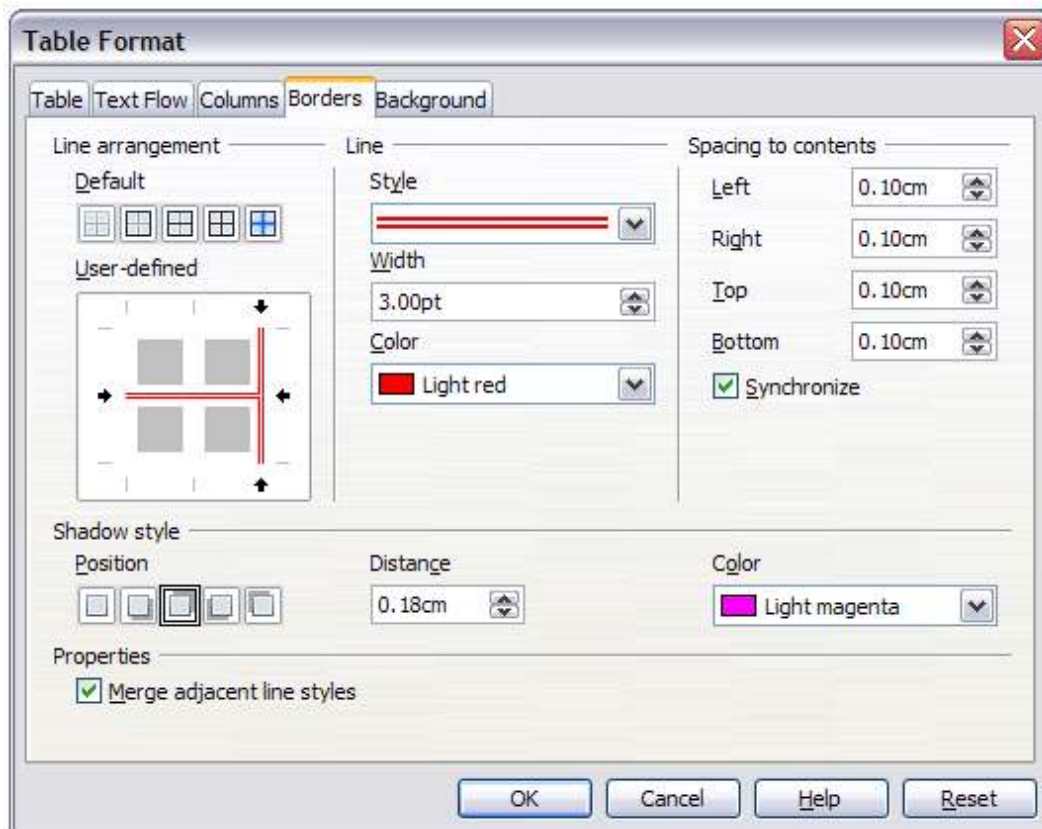 Table Format
Table Text Flow Columns Borders Background
Line arrangement
Default
User-defined
Line
Style
Width
3.00pt
Color
Light red
Spacing to contents
Left 0.10cm
Right 0.10cm
Top 0.10cm
Bottom 0.10cm
Synchronize
Shadow style
Position
Distance
0.18cm
Color
Light magenta
Properties
Merge adjacent line styles
OK Cancel Help Reset